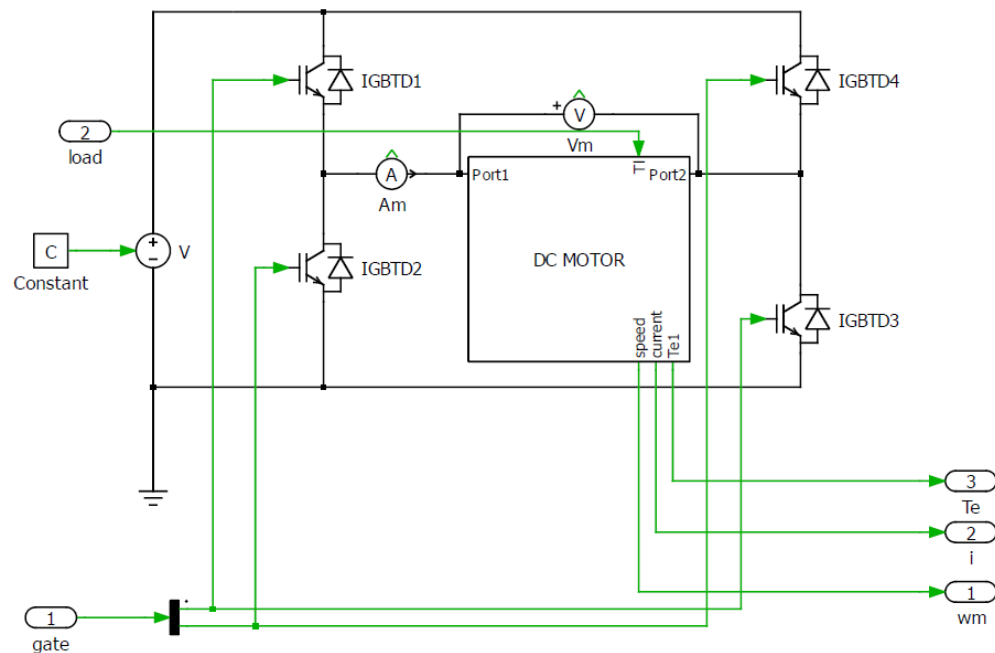 IGBTD1
IGBTD4
2
load
+
V
Vm
Tl
Port1
Port2
A
Am
C
Constant
+
−
V
IGBTD2
DC MOTOR
IGBTD3
speed
current
Te1
3
Te
2
i
1
wm
1
gate